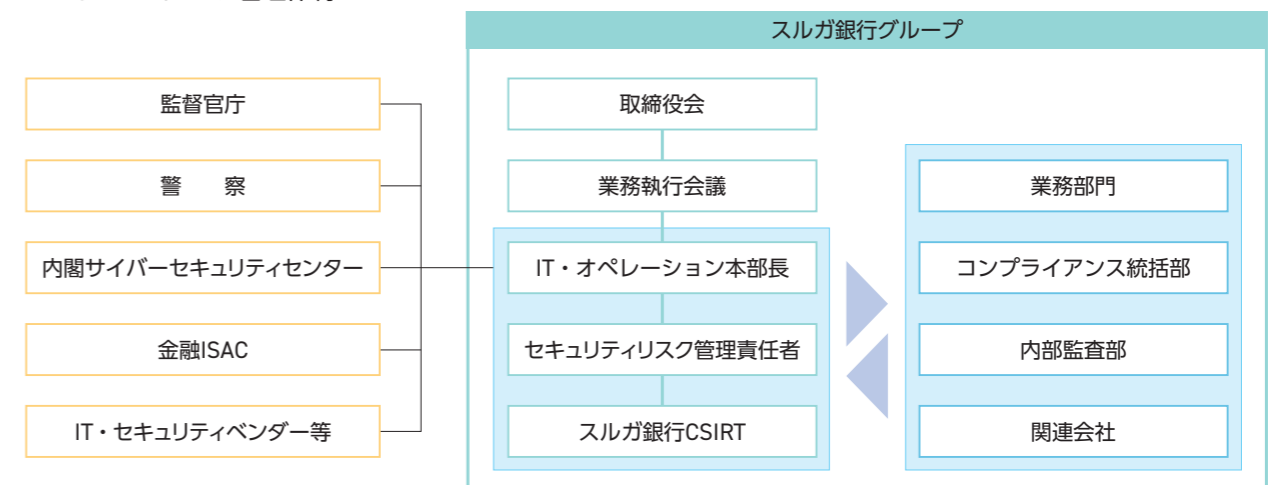 スルガ銀行グループ
監督官庁
警 察
内閣サイバーセキュリティセンター
金融ISAC
IT・セキュリティベンダー等
取締役会
業務執行会議
IT・オペレーション本部長
セキュリティリスク管理責任者
スルガ銀行CSIRT
業務部門
コンプライアンス統括部
内部監査部
関連会社